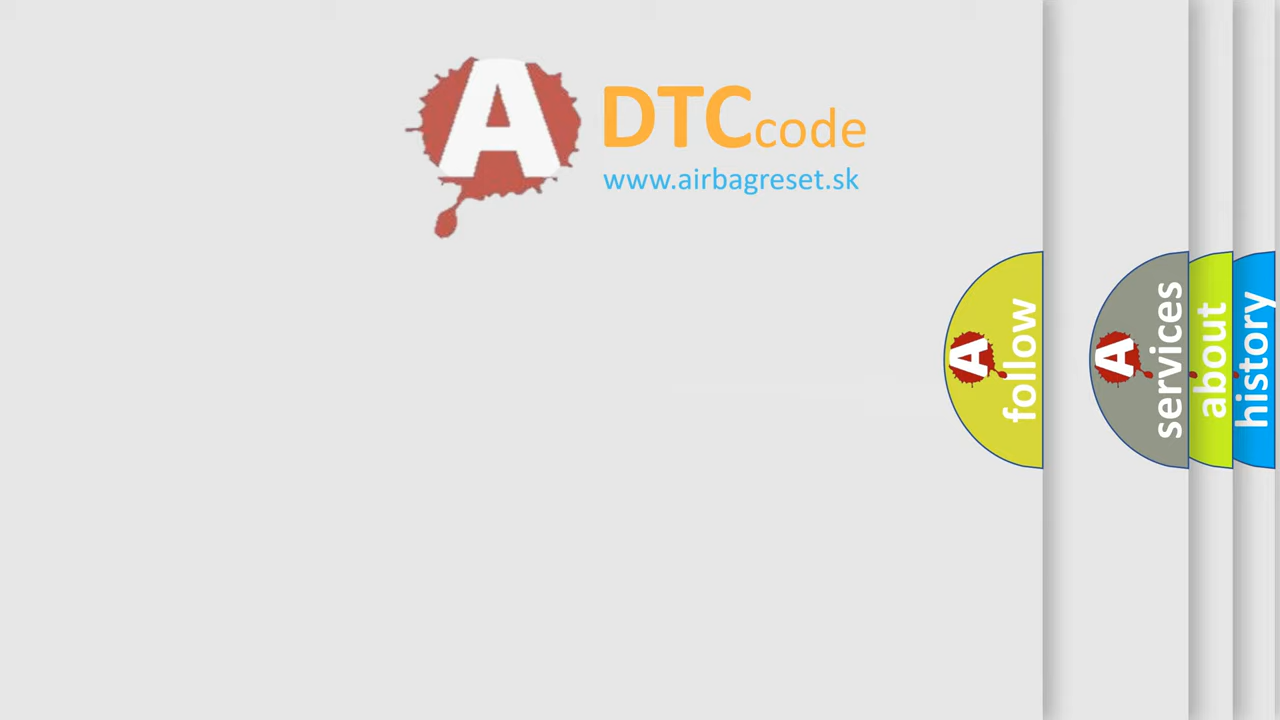 A
DTCcode
www.airbagreset.sk
A
follow
A
services
about
history